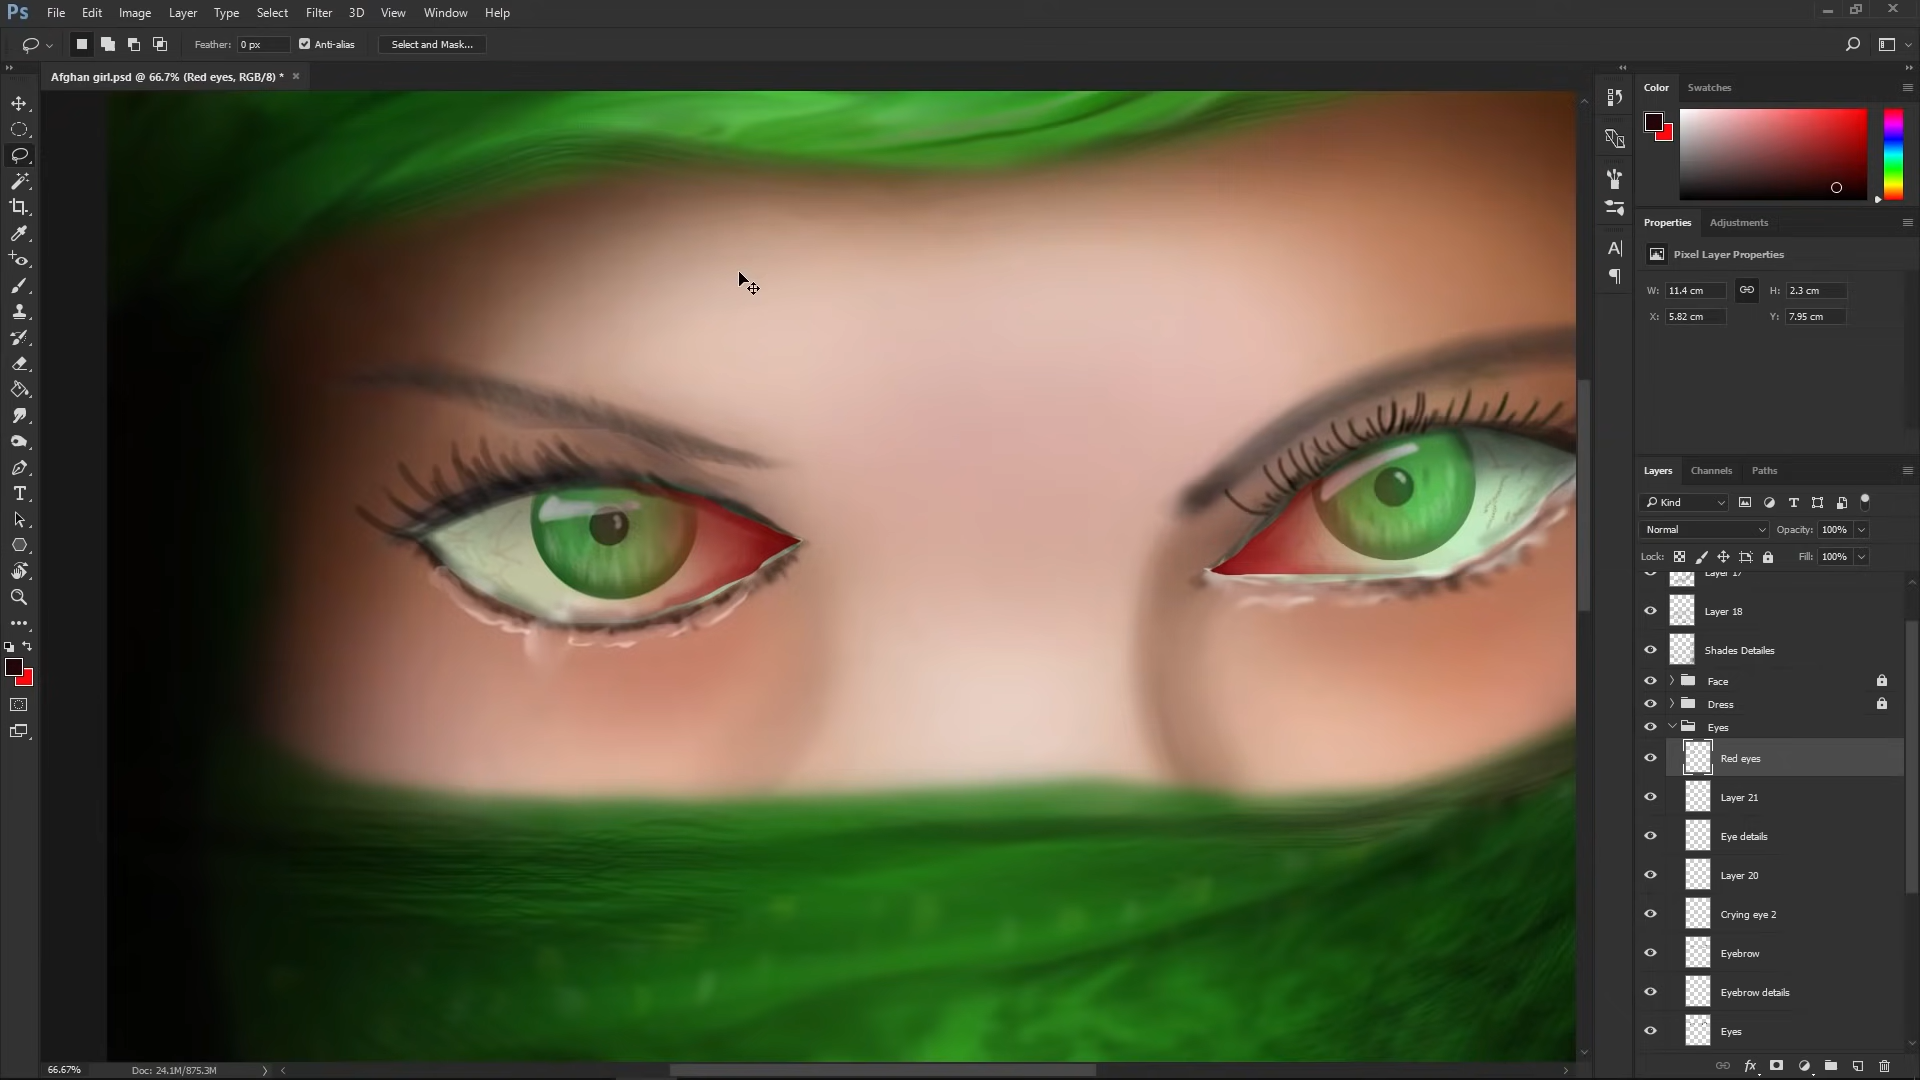 Ps File Edit Image Layer Type Select Filter 3D View Window Help
Feather: 0 px Anti-alias Select and Mask...
Afghan girl.psd @ 66.7% (Red eyes, RGB/8) *
Color Swatches
Properties Adjustments
Pixel Layer Properties
W: 11.4 cm H: 2.3 cm
X: 5.82 cm Y: 7.95 cm
Layers Channels Paths
Kind
Normal Opacity: 100%
Lock: Fill: 100%
Layer 17
Layer 18
Shades Detailes
Face
Dress
Eyes
Red eyes
Layer 21
Eye details
Layer 20
Crying eye 2
Eyebrow
Eyebrow details
Eyes
66.67% Doc: 24.1M/875.3M